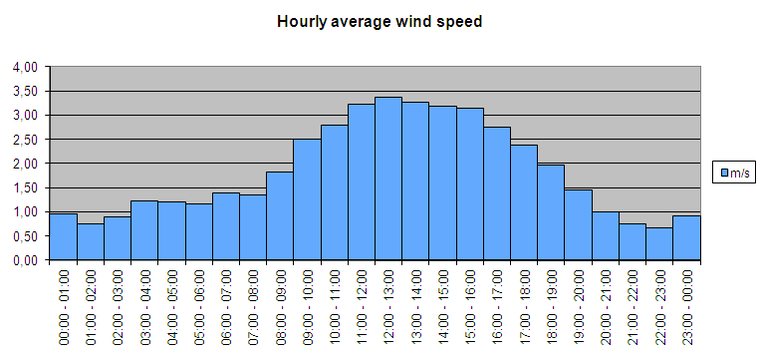 Hourly average wind speed
4,00
3,50
3,00
2,50
2,00
1,50
1,00
0,50
0,00
m/s
00:00 - 01:00
01:00 - 02:00
02:00 - 03:00
03:00 - 04:00
04:00 - 05:00
05:00 - 06:00
06:00 - 07:00
07:00 - 08:00
08:00 - 09:00
09:00 - 10:00
10:00 - 11:00
11:00 - 12:00
12:00 - 13:00
13:00 - 14:00
14:00 - 15:00
15:00 - 16:00
16:00 - 17:00
17:00 - 18:00
18:00 - 19:00
19:00 - 20:00
20:00 - 21:00
21:00 - 22:00
22:00 - 23:00
23:00 - 00:00